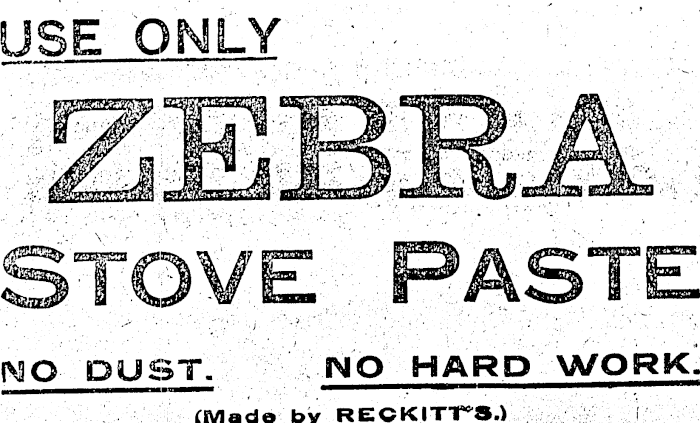 USE ONLY
ZEBRA
STOVE PASTE
NO DUST. NO HARD WORK.
(Made by RECKITT'S.)